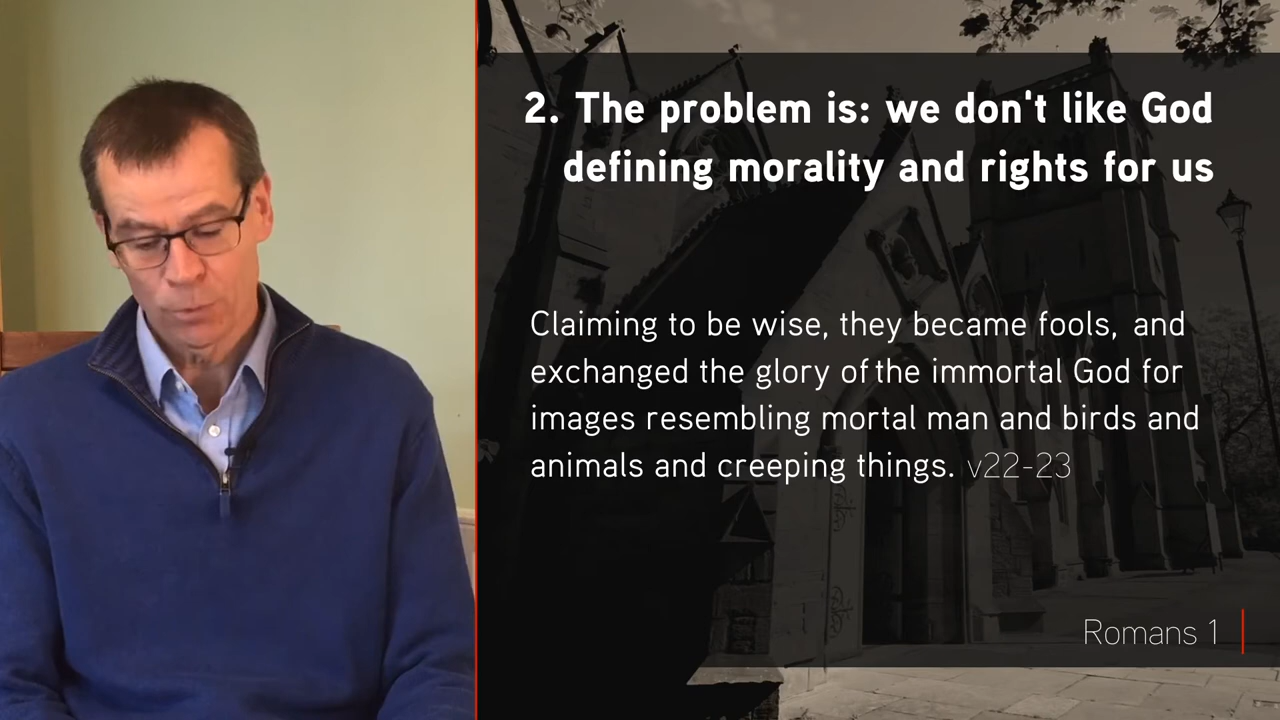 2. The problem is: we don't like God
defining morality and rights for us
Claiming to be wise, they became fools, and
exchanged the glory of the immortal God for
images resembling mortal man and birds and
animals and creeping things. v22-23
Romans 1